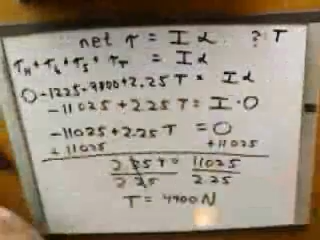 net τ = I α ? T
τH + τb + τs + τT = I α
0 - 1225 - 9800 + 2.25 T = I α
- 11025 + 2.25 T = I · 0
- 11025 + 2.25 T = 0
+ 11025 + 11025
2.25 T = 11025
2.25 2.25
T = 4900 N